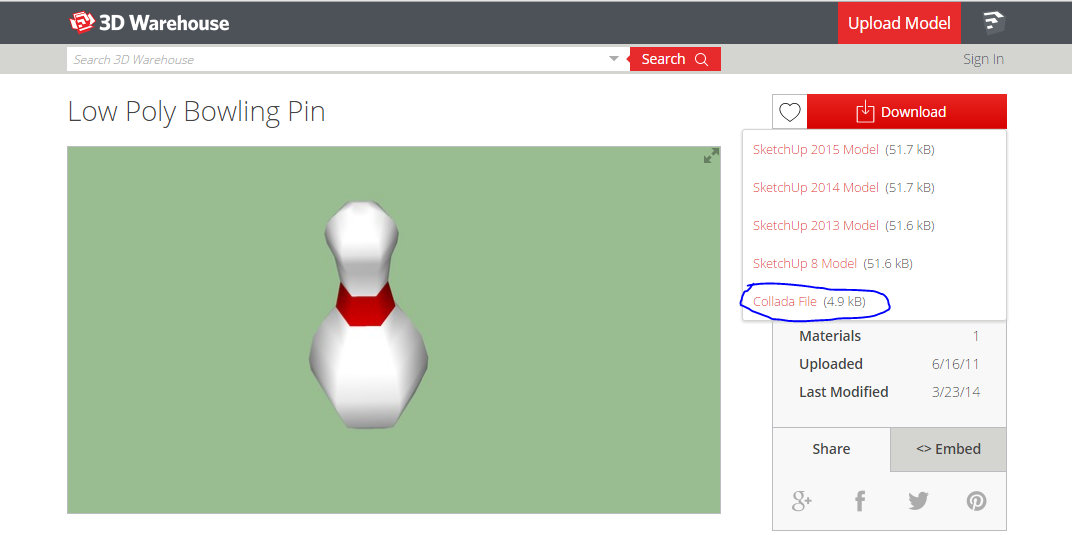 3D Warehouse
Upload Model
Search 3D Warehouse
Search
Sign In
Low Poly Bowling Pin
Download
SketchUp 2015 Model (51.7 kB)
SketchUp 2014 Model (51.7 kB)
SketchUp 2013 Model (51.6 kB)
SketchUp 8 Model (51.6 kB)
Collada File (4.9 kB)
Materials 1
Uploaded 6/16/11
Last Modified 3/23/14
Share
<> Embed
g+